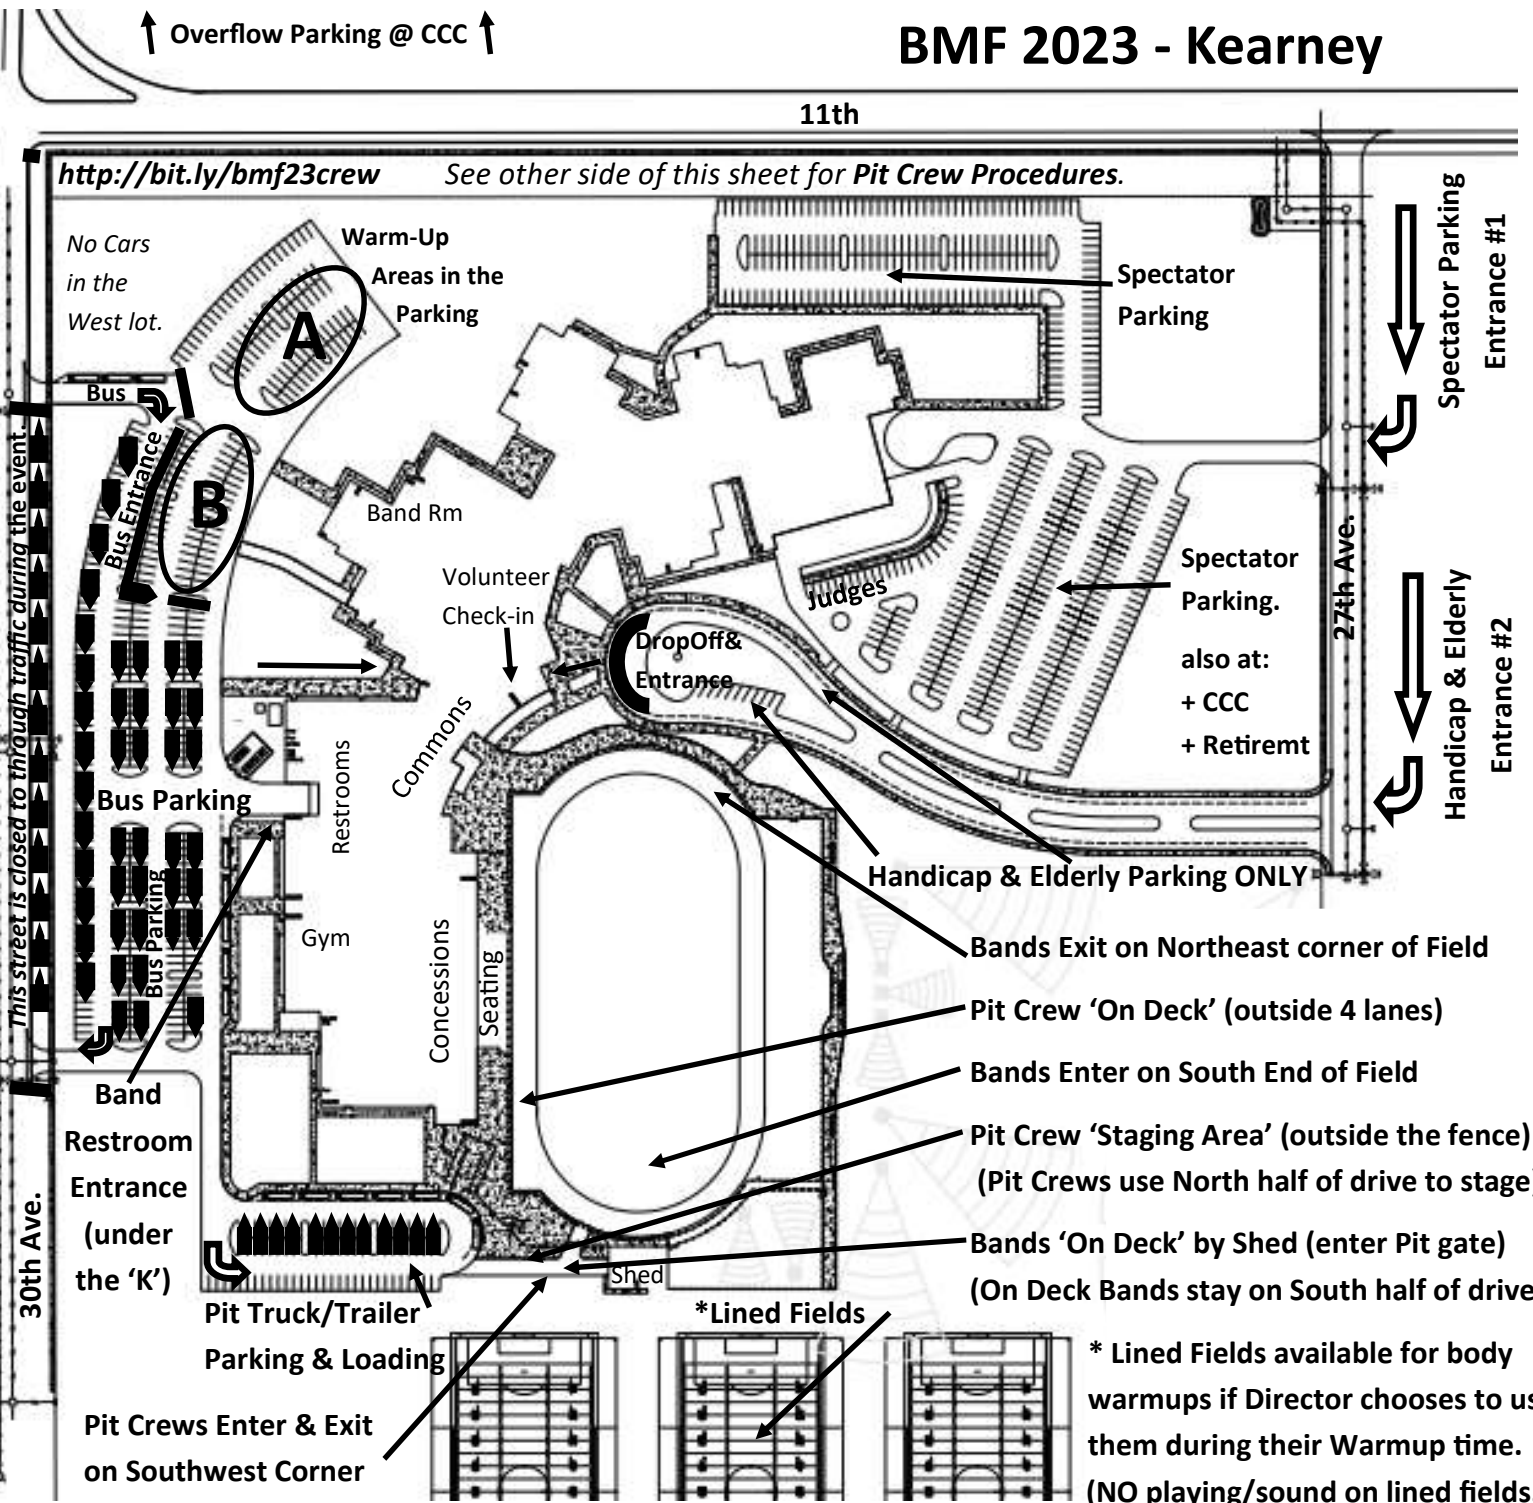 Overflow Parking @ CCC
BMF 2023 - Kearney
11th
http://bit.ly/bmf23crew
See other side of this sheet for Pit Crew Procedures.
No Cars
in the
West lot.
Warm-Up
Areas in the
Parking
A
B
Bus
Bus Entrance
This street is closed to through traffic during the event.
Spectator
Parking
Spectator Parking
Entrance #1
Band Rm
Volunteer
Check-in
Judges
DropOff&
Entrance
Spectator
Parking.
also at:
+ CCC
+ Retiremt
27th Ave.
Handicap & Elderly
Entrance #2
Commons
Restrooms
Bus Parking
Bus Parking
Gym
Concessions
Seating
Handicap & Elderly Parking ONLY
Bands Exit on Northeast corner of Field
Pit Crew ‘On Deck’ (outside 4 lanes)
Bands Enter on South End of Field
Pit Crew ‘Staging Area’ (outside the fence)
(Pit Crews use North half of drive to stage)
Bands ‘On Deck’ by Shed (enter Pit gate)
(On Deck Bands stay on South half of drive
Band
Restroom
Entrance
(under
the ‘K’)
30th Ave.
Shed
Pit Truck/Trailer
Parking & Loading
*Lined Fields
Pit Crews Enter & Exit
on Southwest Corner
* Lined Fields available for body
warmups if Director chooses to us
them during their Warmup time.
(NO playing/sound on lined fields